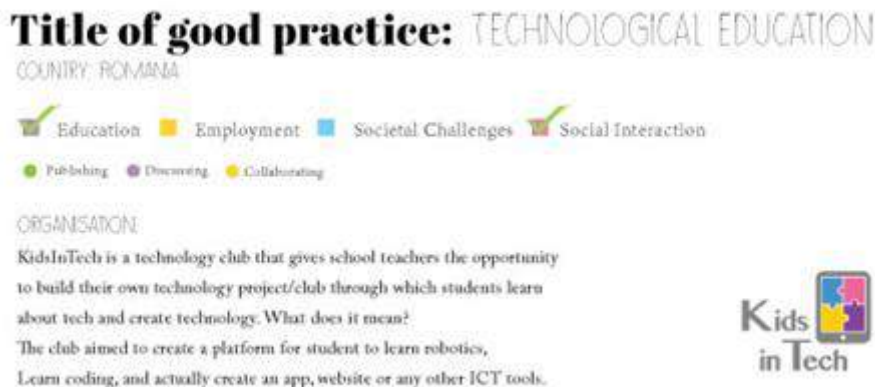 Title of good practice: TECHNOLOGICAL EDUCATION
COUNTRY: ROMANIA
Education Employment Societal Challenges Social Interaction
Publishing Discovering Collaborating
ORGANISATION:
KidsInTech is a technology club that gives school teachers the opportunity
to build their own technology project/club through which students learn
about tech and create technology. What does it mean?
The club aimed to create a platform for student to learn robotics,
Learn coding, and actually create an app, website or any other ICT tools.
Kids
in Tech